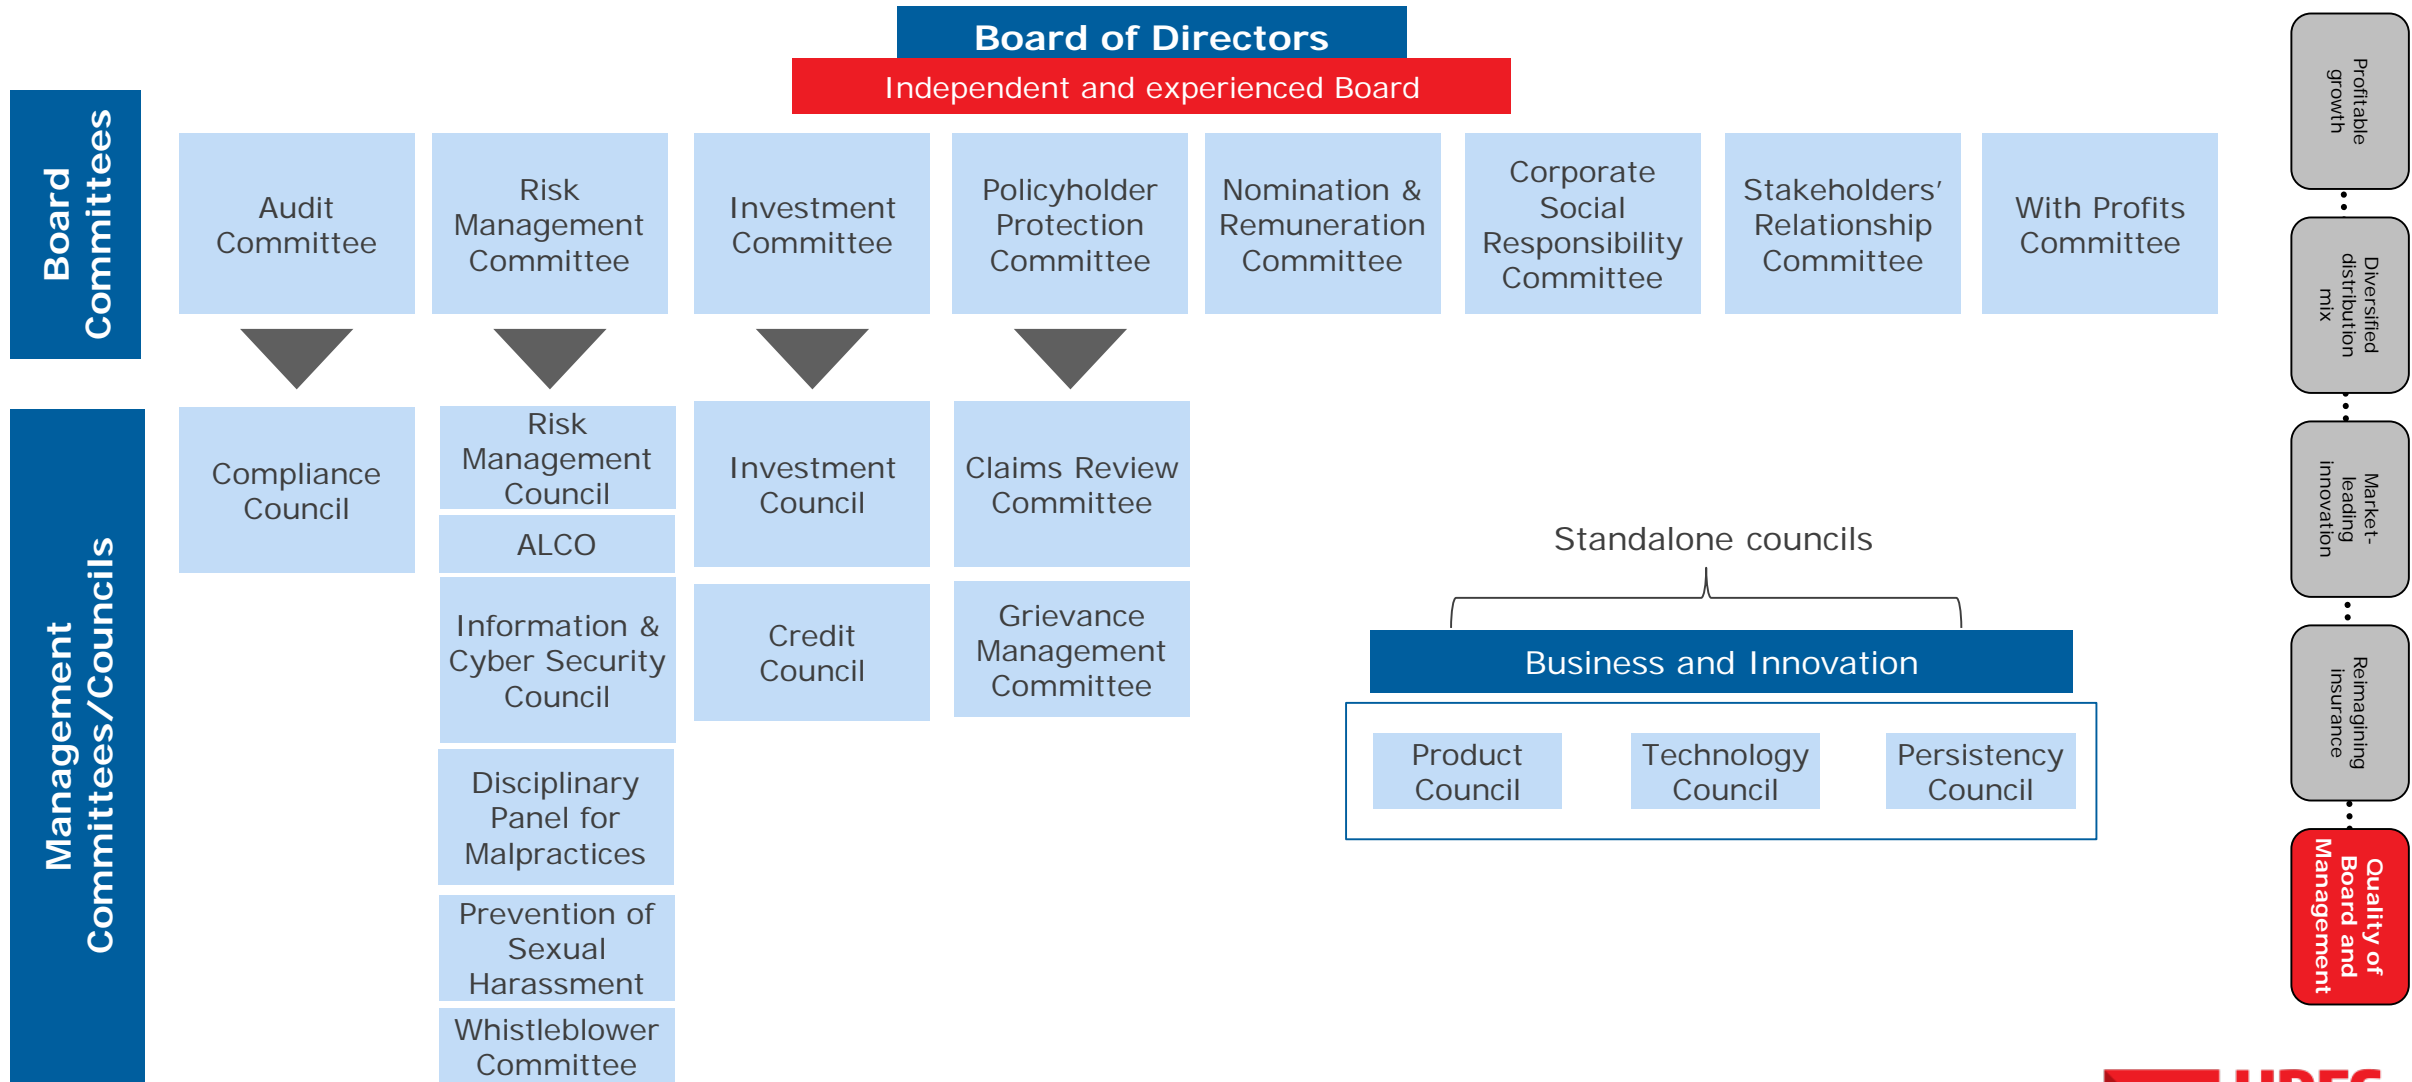 Board of Directors
Independent and experienced Board
Board
Committees
Audit
Committee
Risk
Management
Committee
Investment
Committee
Policyholder
Protection
Committee
Nomination &
Remuneration
Committee
Corporate
Social
Responsibility
Committee
Stakeholders’
Relationship
Committee
With Profits
Committee
Management
Committees/Councils
Compliance
Council
Risk
Management
Council
ALCO
Information &
Cyber Security
Council
Disciplinary
Panel for
Malpractices
Prevention of
Sexual
Harassment
Whistleblower
Committee
Investment
Council
Credit
Council
Claims Review
Committee
Grievance
Management
Committee
Standalone councils
Business and Innovation
Product
Council
Technology
Council
Persistency
Council
Profitable
growth
Diversified
distribution
mix
Market-
leading
innovation
Reimagining
insurance
Quality of
Board and
Management